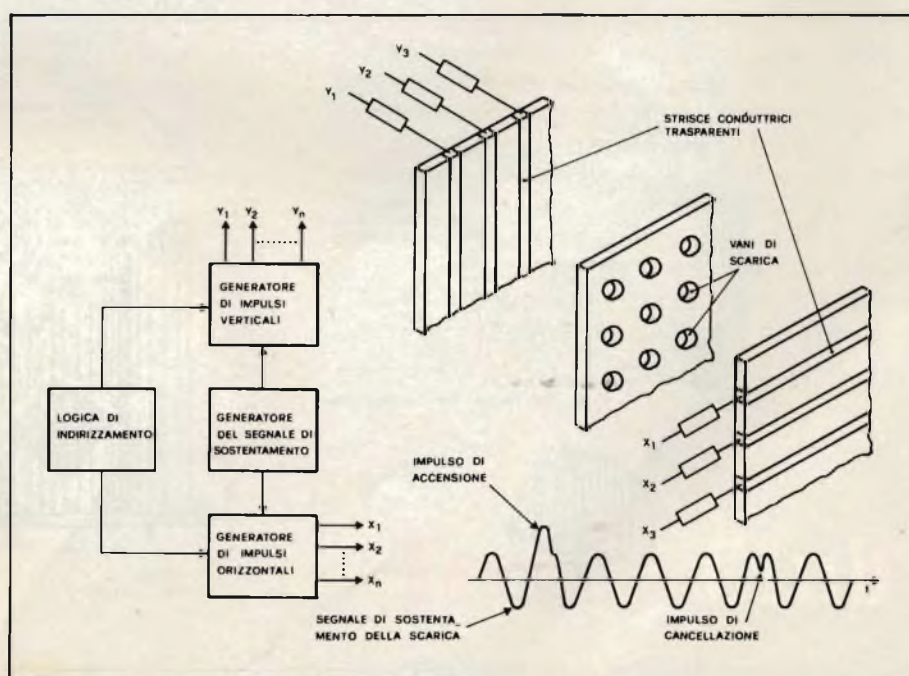 Y3
Y2
Y1
STRISCE CONDUTTRICI
TRASPARENTI
VANI DI
SCARICA
Y1 Y2 Yn
GENERATORE
DI IMPULSI
VERTICALI
LOGICA DI
INDIRIZZAMENTO
GENERATORE
DEL SEGNALE DI
SOSTENTAMENTO
GENERATORE
DI IMPULSI
ORIZZONTALI
X1
X2
Xn
X1
X2
X3
IMPULSO DI
ACCENSIONE
t
SEGNALE DI SOSTENTA_
MENTO DELLA SCARICA
IMPULSO DI
CANCELLAZIONE